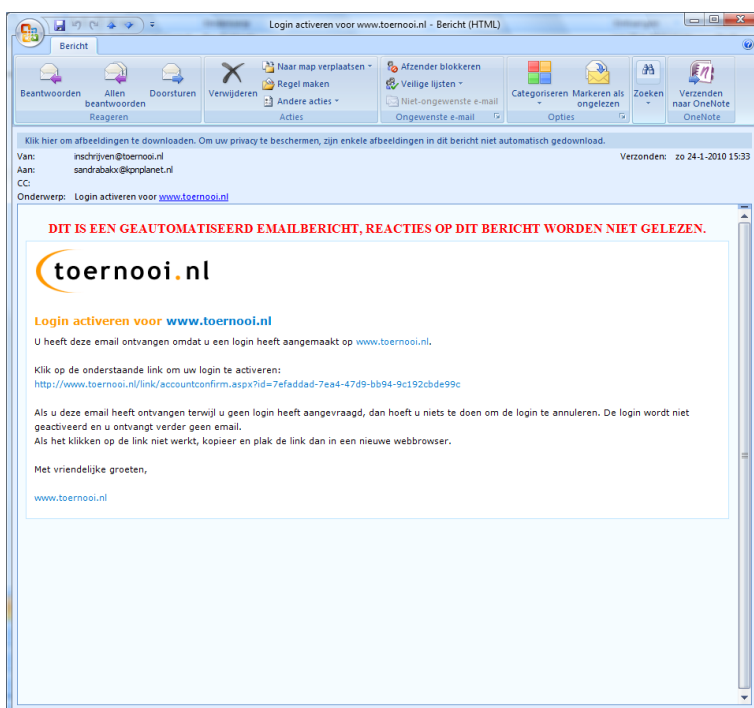 Login activeren voor www.toernooi.nl - Bericht (HTML)
Bericht
Beantwoorden
Allen beantwoorden
Doorsturen
Reageren
Verwijderen
Naar map verplaatsen
Regel maken
Andere acties
Acties
Afzender blokkeren
Veilige lijsten
Niet-ongewenste e-mail
Ongewenste e-mail
Categoriseren
Markeren als ongelezen
Opties
Zoeken
Verzenden naar OneNote
OneNote
Klik hier om afbeeldingen te downloaden. Om uw privacy te beschermen, zijn enkele afbeeldingen in dit bericht niet automatisch gedownload.
Van: inschrijven@toernooi.nl
Verzonden: zo 24-1-2010 15:33
Aan: sandrabakx@kpnplanet.nl
CC:
Onderwerp: Login activeren voor www.toernooi.nl
DIT IS EEN GEAUTOMATISEERD EMAILBERICHT, REACTIES OP DIT BERICHT WORDEN NIET GELEZEN.
toernooi.nl
Login activeren voor www.toernooi.nl
U heeft deze email ontvangen omdat u een login heeft aangemaakt op www.toernooi.nl.
Klik op de onderstaande link om uw login te activeren:
http://www.toernooi.nl/link/accountconfirm.aspx?id=7efaddad-7ea4-47d9-bb94-9c192cbde99c
Als u deze email heeft ontvangen terwijl u geen login heeft aangevraagd, dan hoeft u niets te doen om de login te annuleren. De login wordt niet
geactiveerd en u ontvangt verder geen email.
Als het klikken op de link niet werkt, kopieer en plak de link dan in een nieuwe webbrowser.
Met vriendelijke groeten,
www.toernooi.nl